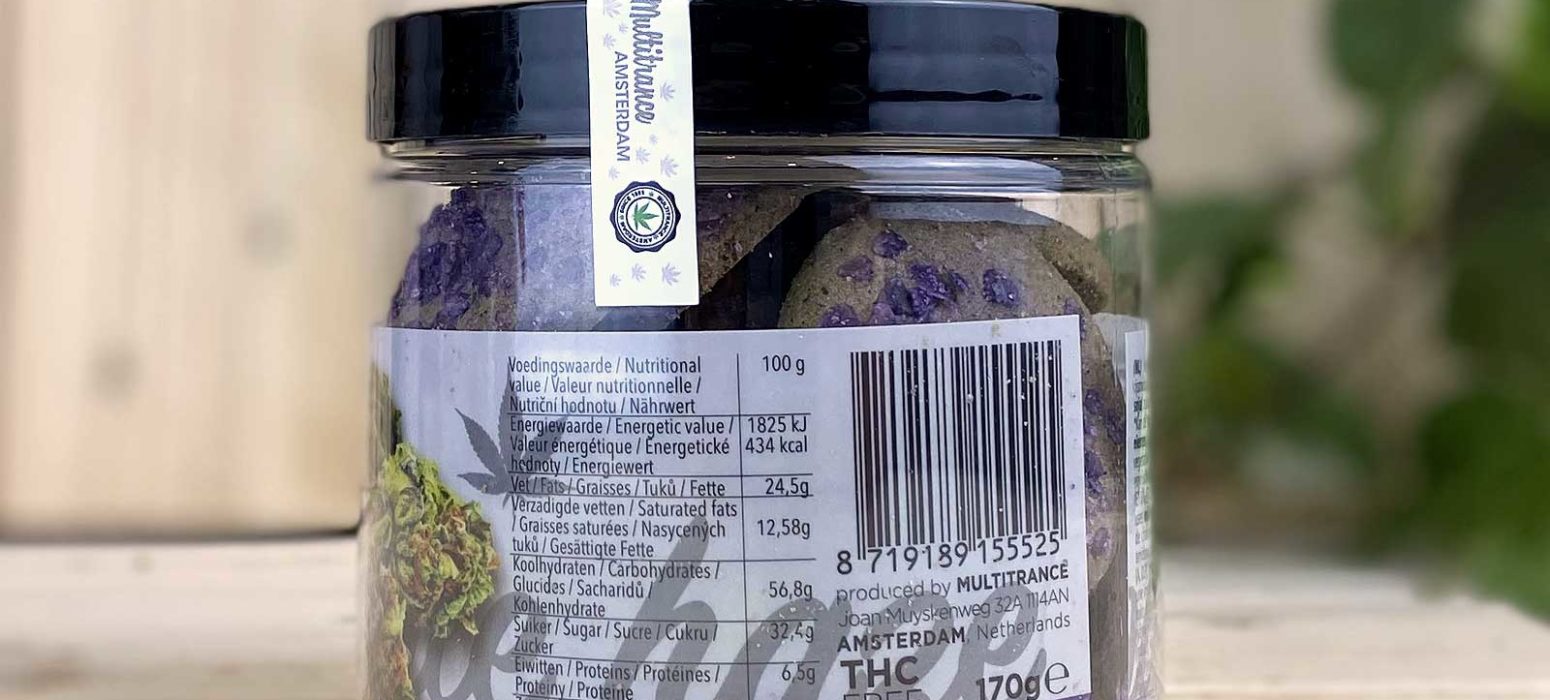 Multitrance
AMSTERDAM
Voedingswaarde / Nutritional
value / Valeur nutritionnelle /
Nutriční hodnotu / Nährwert
100 g
Energiewaarde / Energetic value /
Valeur énergétique / Energetické
hednoty / Energiewert
1825 kJ
434 kcal
Vet / Fats / Graisses / Tuků / Fette
24,5g
Verzadigde vetten / Saturated fats
/ Graisses saturées / Nasycených
tuků / Gesättigte Fette
12,58g
Koolhydraten / Carbohydrates /
Glucides / Sacharidů /
Kohlenhydrate
56,8g
Suiker / Sugar / Sucre / Cukru /
Zucker
32,4g
Eiwitten / Proteins / Protéines /
Proteiny / Proteine
6,5g
8 719189 155525
produced by MULTITRANCE
Joan Muyskenweg 32A 1114AN
AMSTERDAM, Netherlands
THC
FREE
170g e